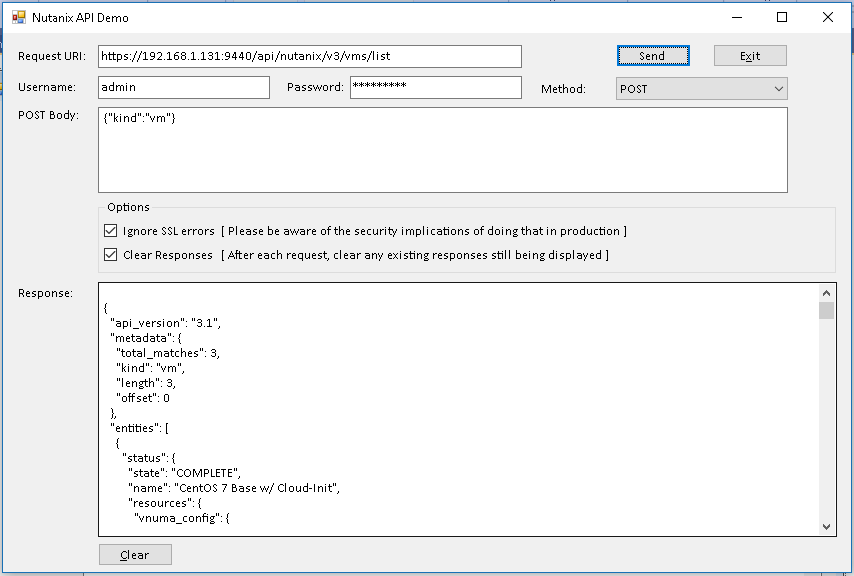 Nutanix API Demo
Request URI: https://192.168.1.131:9440/api/nutanix/v3/vms/list Send Exit
Username: admin Password: ********* Method: POST
POST Body: {"kind":"vm"}
Options
Ignore SSL errors [ Please be aware of the security implications of doing that in production ]
Clear Responses [ After each request, clear any existing responses still being displayed ]
Response:
{
"api_version": "3.1",
"metadata": {
"total_matches": 3,
"kind": "vm",
"length": 3,
"offset": 0
},
"entities": [
{
"status": {
"state": "COMPLETE",
"name": "CentOS 7 Base w/ Cloud-Init",
"resources": {
"vnuma_config": {
Clear